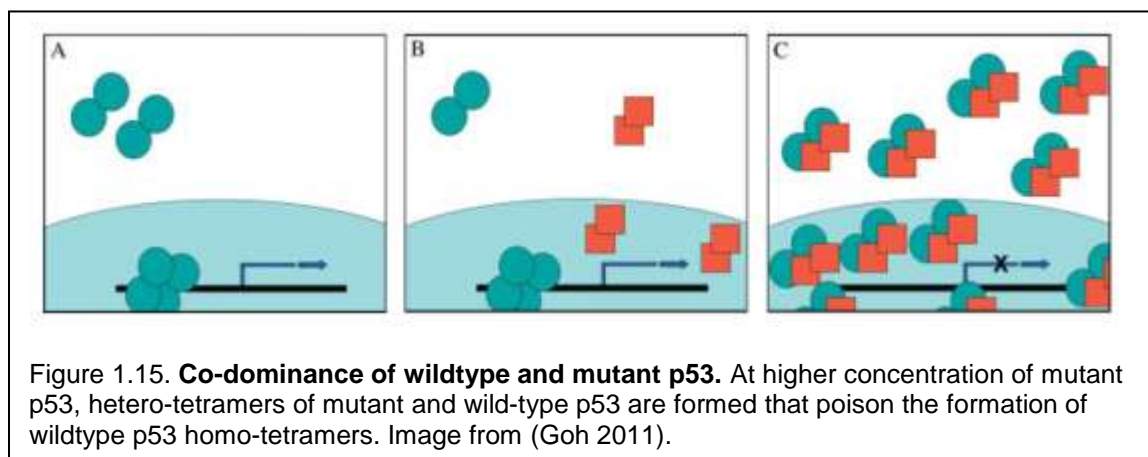 A
B
C
X
Figure 1.15. Co-dominance of wildtype and mutant p53. At higher concentration of mutant
p53, hetero-tetramers of mutant and wild-type p53 are formed that poison the formation of
wildtype p53 homo-tetramers. Image from (Goh 2011).